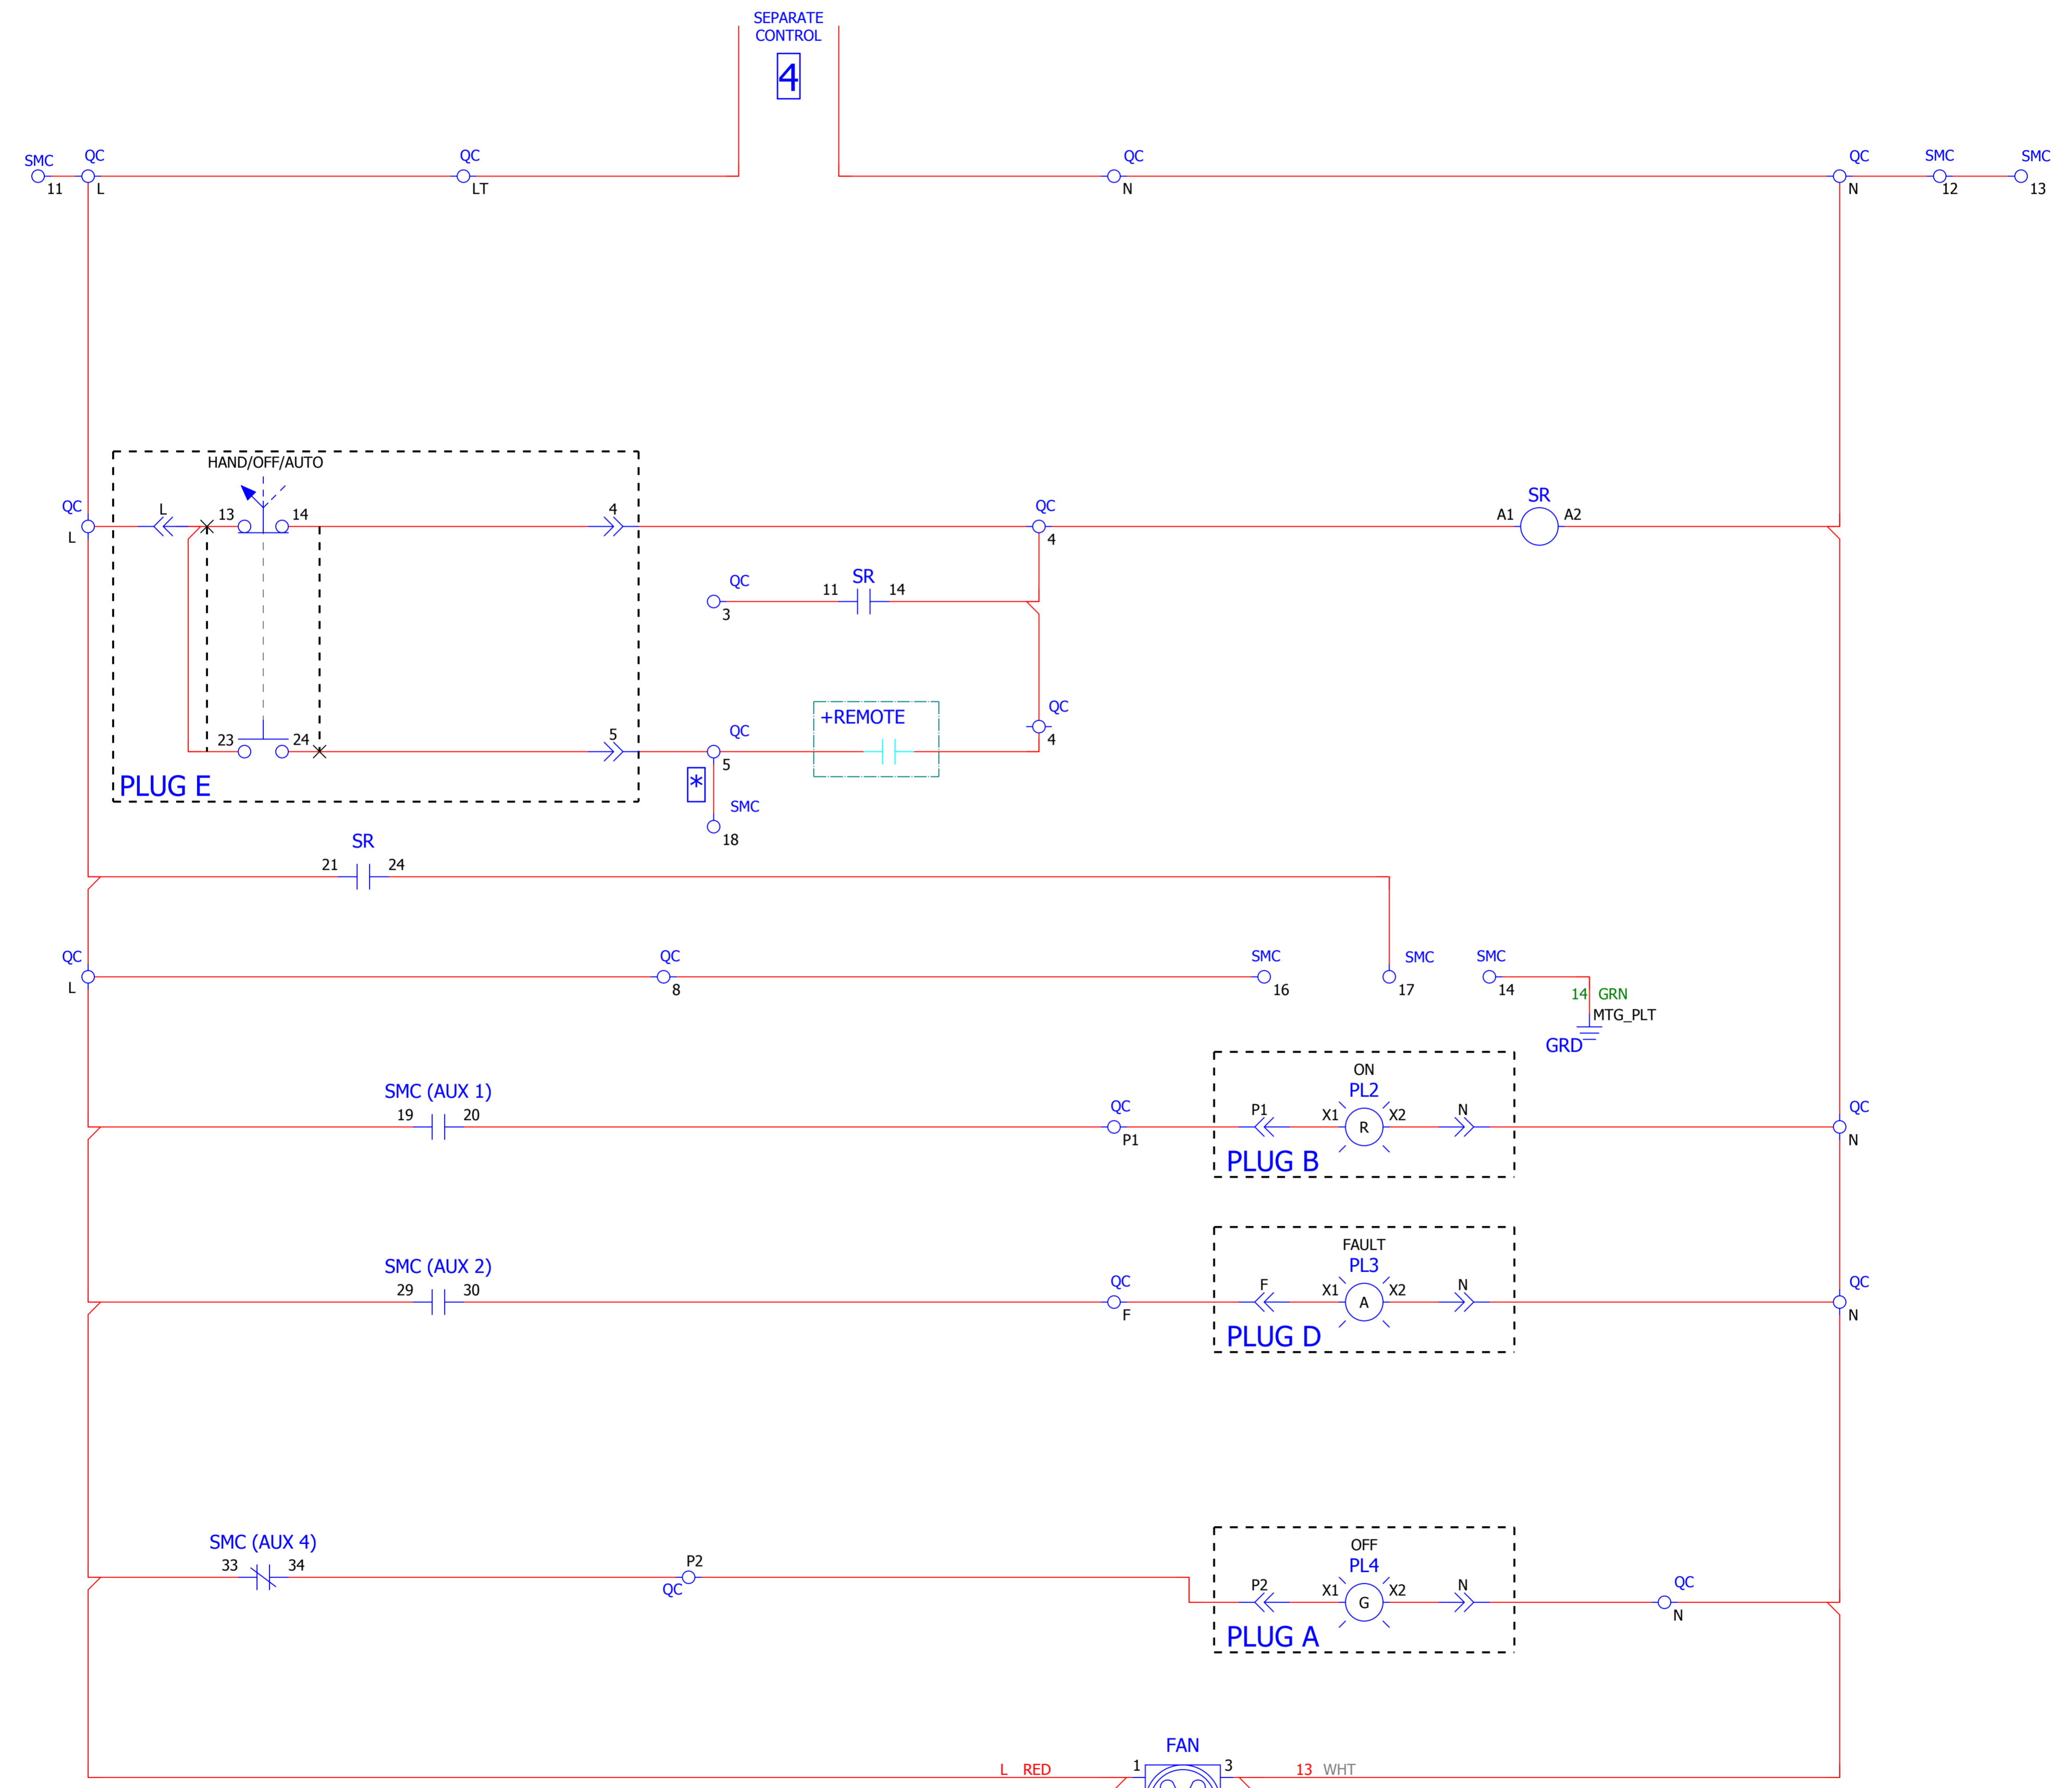 SEPARATE
CONTROL
4
SMC
11
QC
L
QC
LT
QC
N
QC
N
SMC
12
SMC
13
HAND/OFF/AUTO
QC
L
L
13
14
4
QC
4
SR
A1
A2
QC
3
SR
11
14
23
24
5
QC
5
+REMOTE
QC
4
PLUG E
*
SMC
18
SR
21
24
QC
L
QC
8
SMC
16
SMC
17
SMC
14
14 GRN
MTG_PLT
GRD
SMC (AUX 1)
19
20
QC
P1
ON
PL2
P1
X1
R
X2
N
PLUG B
QC
N
SMC (AUX 2)
29
30
QC
F
FAULT
PL3
F
X1
A
X2
N
PLUG D
QC
N
SMC (AUX 4)
33
34
P2
QC
OFF
PL4
P2
X1
G
X2
N
PLUG A
QC
N
FAN
L RED
1
3
13 WHT